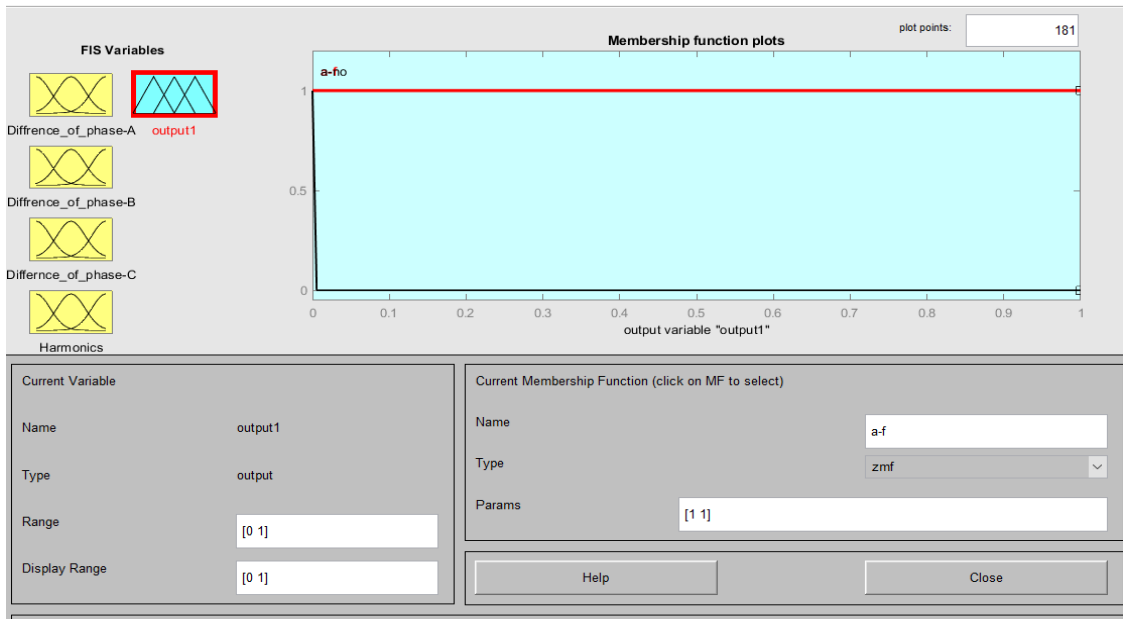 FIS Variables
Diffrence_of_phase-A
output1
Diffrence_of_phase-B
Differnce_of_phase-C
Harmonics
plot points:
181
Membership function plots
1
0.5
0
0 0.1 0.2 0.3 0.4 0.5 0.6 0.7 0.8 0.9 1
output variable "output1"
Current Variable
Name output1
Type output
Range [0 1]
Display Range [0 1]
Current Membership Function (click on MF to select)
Name a-f
Type zmf
Params [1 1]
Help
Close